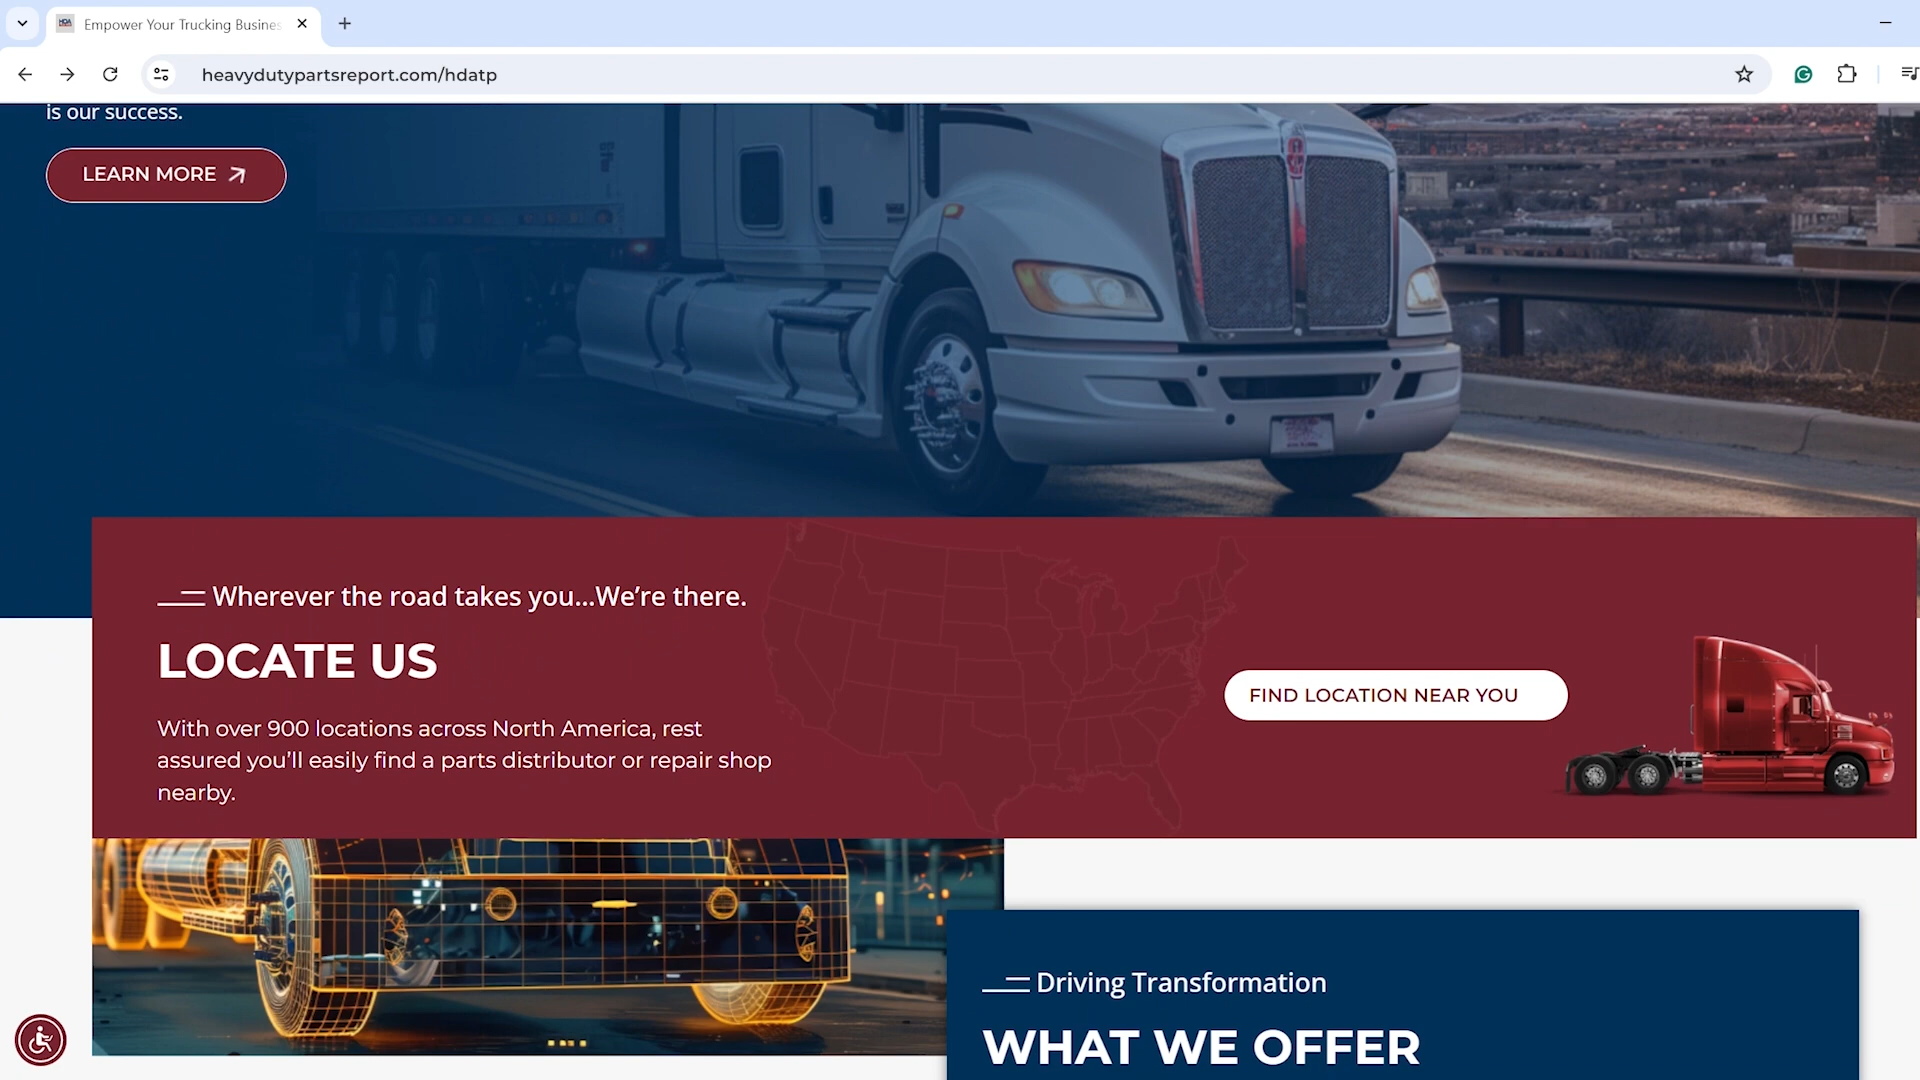 Empower Your Trucking Busines
heavydutypartsreport.com/hdatp
is our success.
LEARN MORE
Wherever the road takes you...We’re there.
LOCATE US
With over 900 locations across North America, rest
assured you’ll easily find a parts distributor or repair shop
nearby.
FIND LOCATION NEAR YOU
Driving Transformation
WHAT WE OFFER